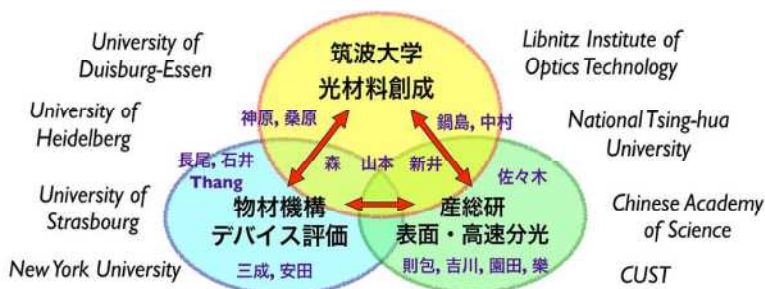 University of
Duisburg-Essen
University of
Heidelberg
University of
Strasbourg
New York University
筑波大学
光材料創成
神原, 桑原
鍋島, 中村
長尾, 石井
Thang
森
山本
新井
佐々木
物材機構
デバイス評価
産総研
表面・高速分光
三成, 安田
則包, 吉川, 園田, 樂
Libnitz Institute of
Optics Technology
National Tsing-hua
University
Chinese Academy
of Science
CUST